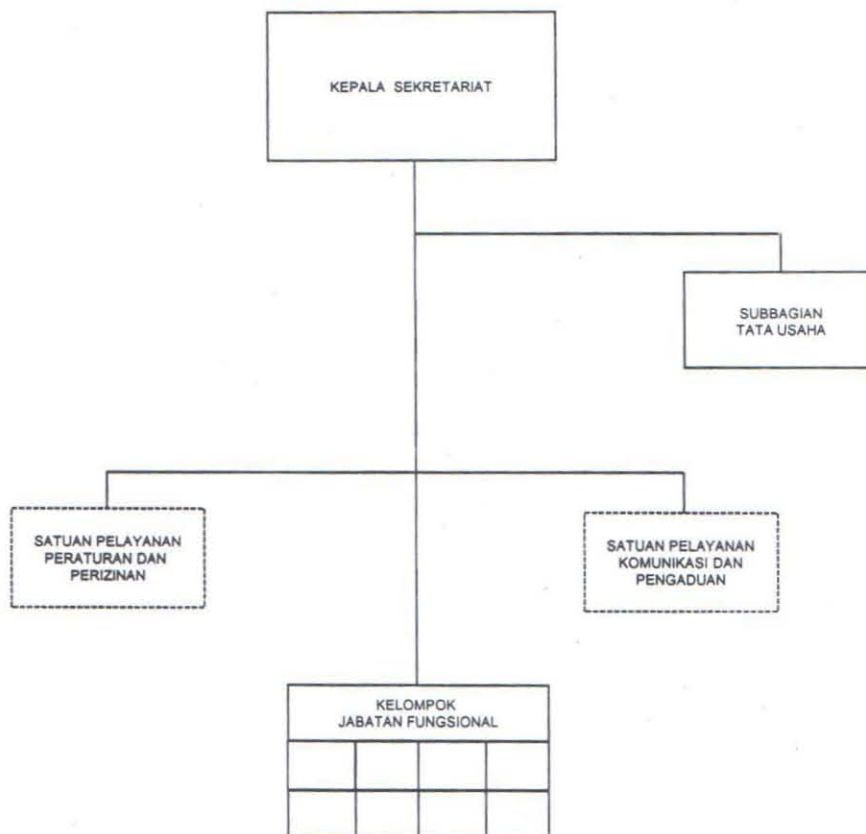 KEPALA SEKRETARIAT
SUBBAGIAN
TATA USAHA
SATUAN PELAYANAN
PERATURAN DAN
PERIZINAN
SATUAN PELAYANAN
KOMUNIKASI DAN
PENGADUAN
KELOMPOK
JABATAN FUNGSIONAL